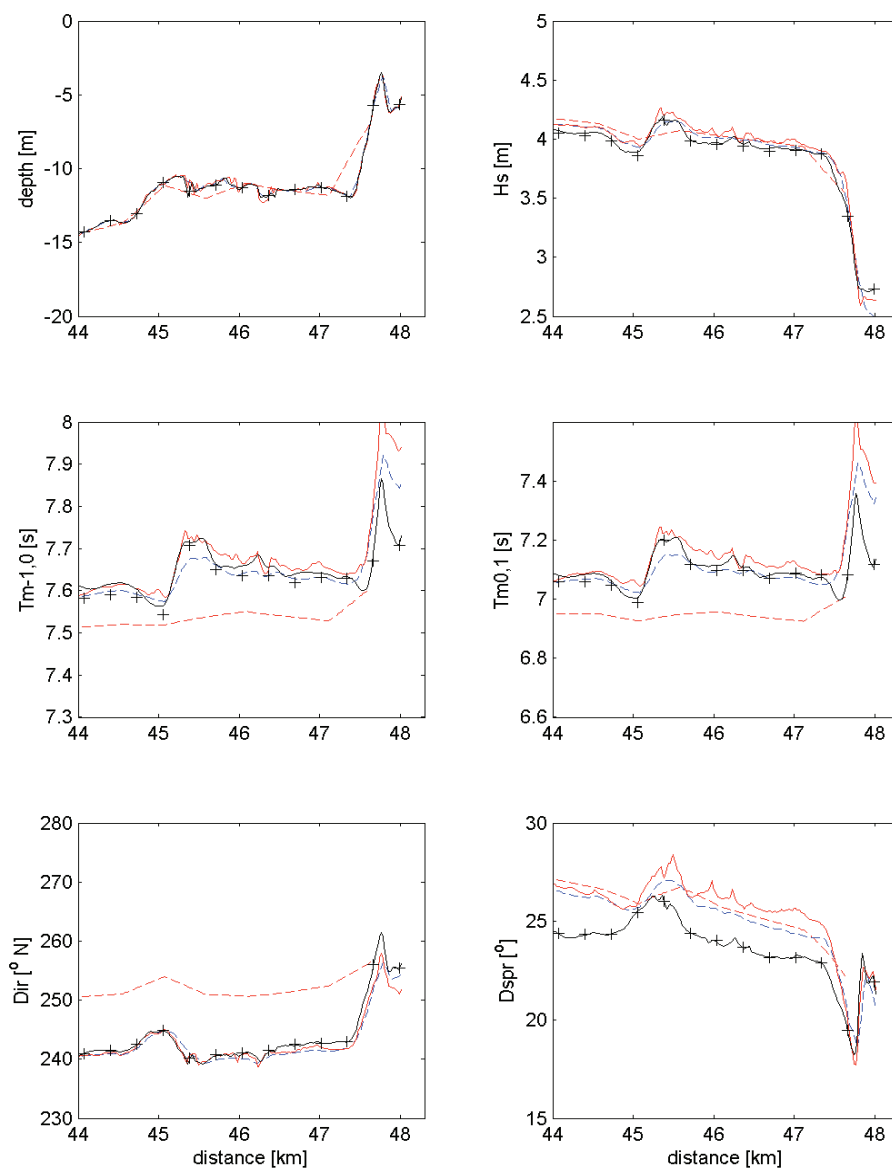 0
-5
-10
-15
-20
depth [m]
44 45 46 47 48
5
4.5
4
3.5
3
2.5
Hs [m]
44 45 46 47 48
8
7.9
7.8
7.7
7.6
7.5
7.4
7.3
Tm-1,0 [s]
44 45 46 47 48
7.4
7.2
7
6.8
6.6
Tm0,1 [s]
44 45 46 47 48
280
270
260
250
240
230
Dir [° N]
44 45 46 47 48
distance [km]
30
25
20
15
Dspr [°]
44 45 46 47 48
distance [km]